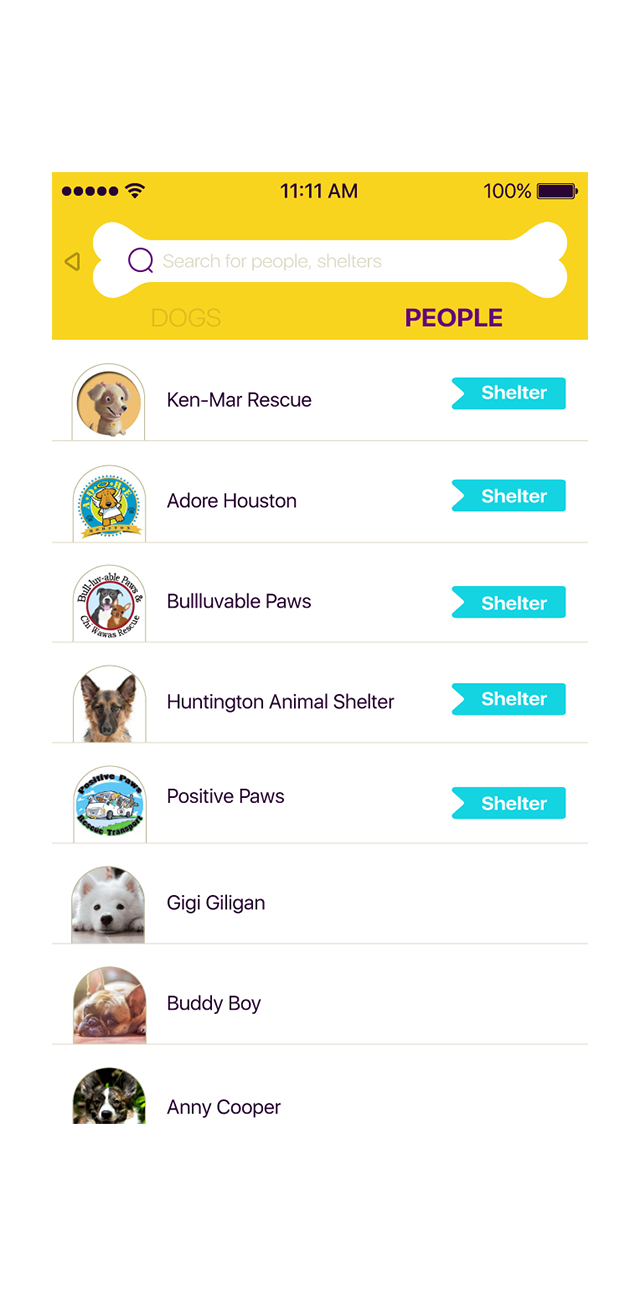 11:11 AM
100%
Search for people, shelters
DOGS
PEOPLE
Ken-Mar Rescue
Shelter
ADORE
HOUSTON
Adore Houston
Shelter
Bull-luv-able Paws &
Chi Wawas Rescue
Bullluvable Paws
Shelter
Huntington Animal Shelter
Shelter
Positive Paws
Rescue Transport
Positive Paws
Shelter
Gigi Giligan
Buddy Boy
Anny Cooper